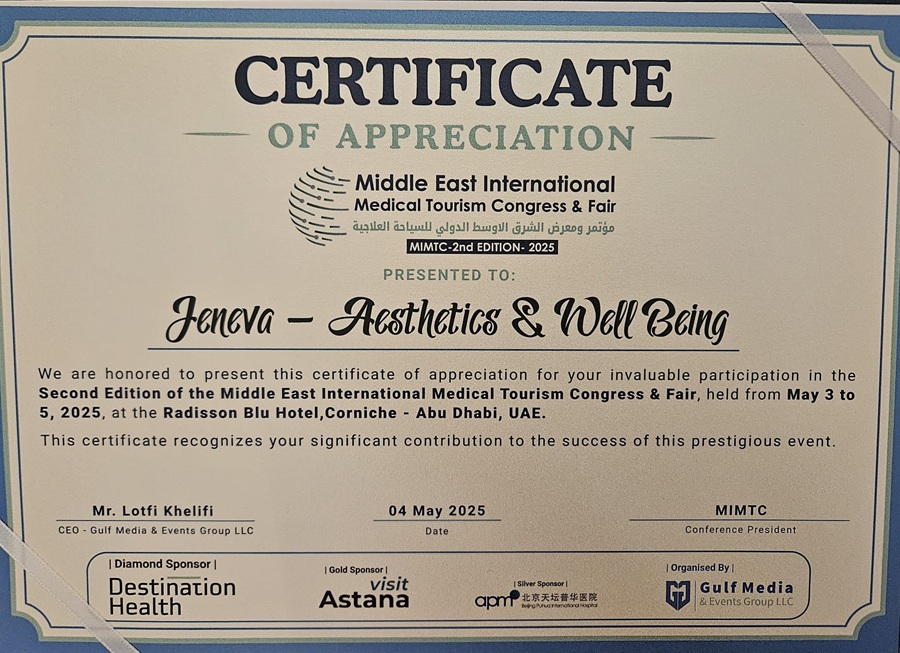 CERTIFICATE
OF APPRECIATION
Middle East International
Medical Tourism Congress & Fair
مؤتمر ومعرض الشرق الاوسط الدولي للسياحة العلاجية
MIMTC-2nd EDITION- 2025
PRESENTED TO:
Jeneva – Aesthetics & Well Being
We are honored to present this certificate of appreciation for your invaluable participation in the
Second Edition of the Middle East International Medical Tourism Congress & Fair, held from May 3 to
5, 2025, at the Radisson Blu Hotel,Corniche - Abu Dhabi, UAE.
This certificate recognizes your significant contribution to the success of this prestigious event.
Mr. Lotfi Khelifi
CEO - Gulf Media & Events Group LLC
04 May 2025
Date
MIMTC
Conference President
| Diamond Sponsor |
Destination
Health
| Gold Sponsor |
visit
Astana
| Silver Sponsor |
apm
北京天坛普华医院
Beijing Puhua International Hospital
| Organised By |
Gulf Media
& Events Group LLC